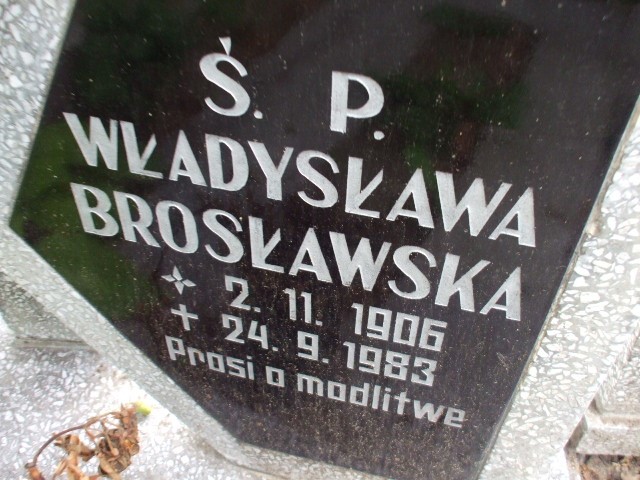 Ś. P.
WŁADYSŁAWA
BROSŁAWSKA
2. 11. 1906
24. 9. 1983
prosi o modlitwe